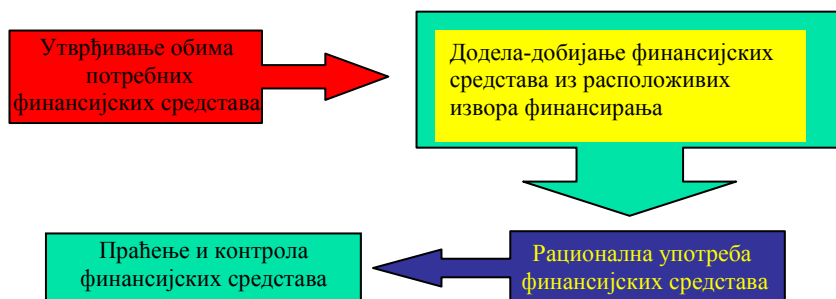 Утврђивање обима
потребних
финансијских средстава
Додела-добијање финансијских
средстава из расположивих
извора финансирања
Рационална употреба
финансијских средстава
Праћење и контрола
финансијских средстава